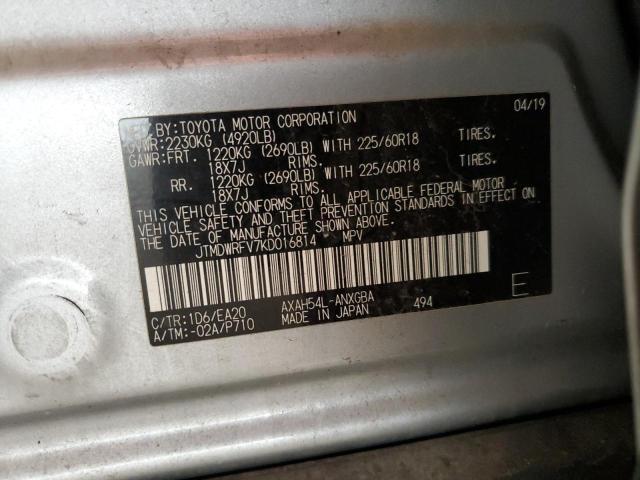 MFD.BY:TOYOTA MOTOR CORPORATION 04/19
GVWR:2230KG (4920LB)
GAWR:FRT. 1220KG (2690LB) WITH 225/60R18 TIRES.
18X7J RIMS.
RR. 1220KG (2690LB) WITH 225/60R18 TIRES.
18X7J RIMS.
THIS VEHICLE CONFORMS TO ALL APPLICABLE FEDERAL MOTOR
VEHICLE SAFETY AND THEFT PREVENTION STANDARDS IN EFFECT ON
THE DATE OF MANUFACTURE SHOWN ABOVE.
JTMDWRFV7KD016814 MPV
C/TR:1D6/EA20 AXAH54L-ANXGBA 494 E
A/TM:-02A/P710 MADE IN JAPAN